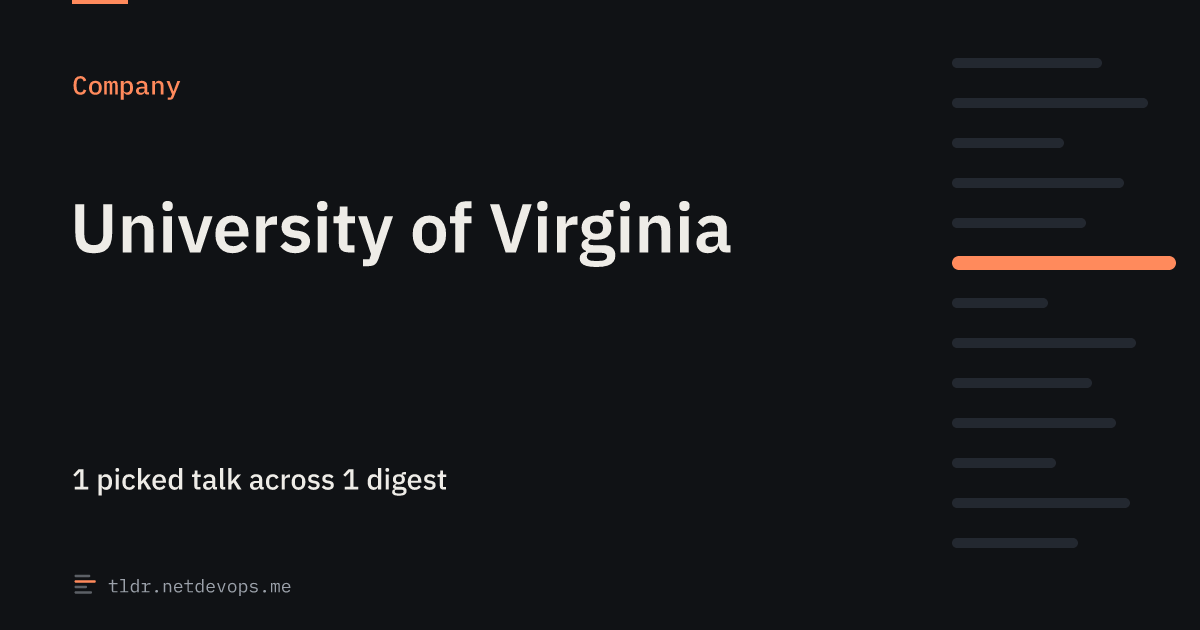 Company
University of Virginia
1 picked talk across 1 digest
tldr.netdevops.me